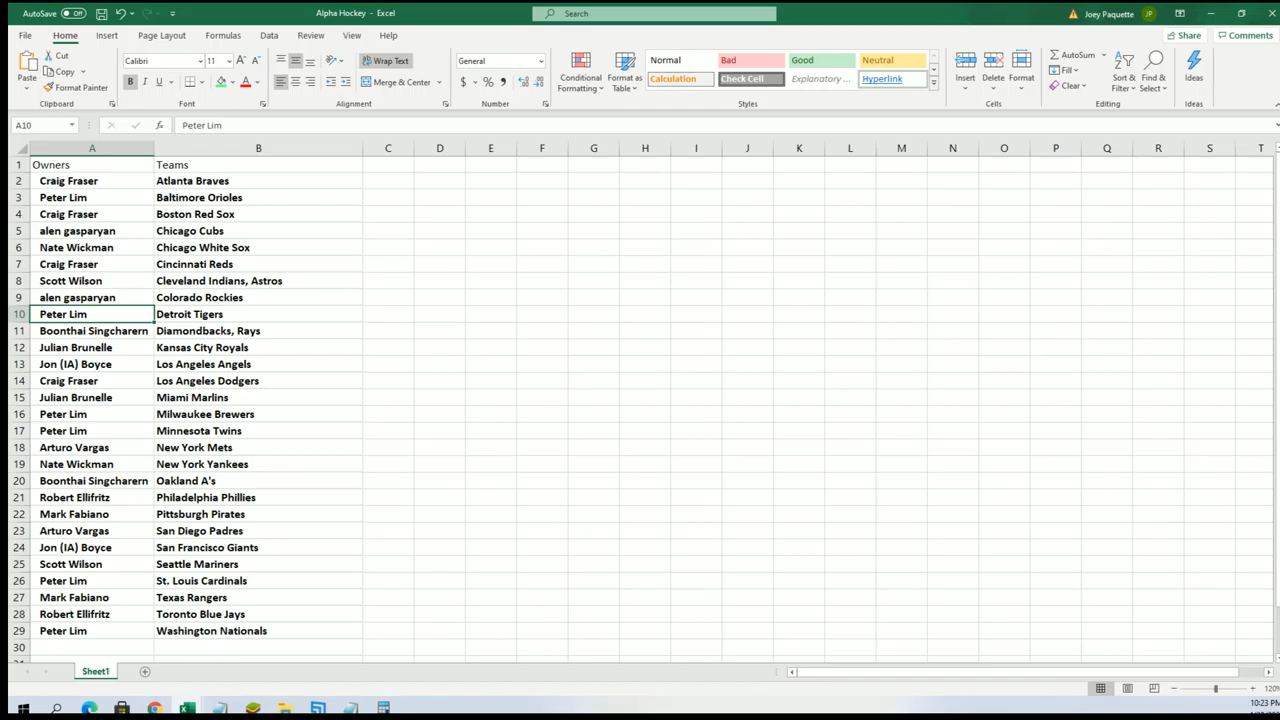 AutoSave Off Alpha Hockey - Excel Search Joey Paquette JP
File Home Insert Page Layout Formulas Data Review View Help Share Comments
Cut Calibri 11 Wrap Text General Normal Bad Good Neutral AutoSum
Copy Fill
Paste Format Painter B I U Merge & Center $ % Conditional Formatting Format as Table Calculation Check Cell Explanatory ... Hyperlink Insert Delete Format Clear Sort & Filter Find & Select Ideas
Clipboard Font Alignment Number Styles Cells Editing Ideas
A10 fx Peter Lim
A B C D E F G H I J K L M N O P Q R S T
1 Owners Teams
2 Craig Fraser Atlanta Braves
3 Peter Lim Baltimore Orioles
4 Craig Fraser Boston Red Sox
5 alen gasparyan Chicago Cubs
6 Nate Wickman Chicago White Sox
7 Craig Fraser Cincinnati Reds
8 Scott Wilson Cleveland Indians, Astros
9 alen gasparyan Colorado Rockies
10 Peter Lim Detroit Tigers
11 Boonthai Singcharern Diamondbacks, Rays
12 Julian Brunelle Kansas City Royals
13 Jon (IA) Boyce Los Angeles Angels
14 Craig Fraser Los Angeles Dodgers
15 Julian Brunelle Miami Marlins
16 Peter Lim Milwaukee Brewers
17 Peter Lim Minnesota Twins
18 Arturo Vargas New York Mets
19 Nate Wickman New York Yankees
20 Boonthai Singcharern Oakland A's
21 Robert Ellifritz Philadelphia Phillies
22 Mark Fabiano Pittsburgh Pirates
23 Arturo Vargas San Diego Padres
24 Jon (IA) Boyce San Francisco Giants
25 Scott Wilson Seattle Mariners
26 Peter Lim St. Louis Cardinals
27 Mark Fabiano Texas Rangers
28 Robert Ellifritz Toronto Blue Jays
29 Peter Lim Washington Nationals
30
Sheet1
120%
10:23 PM